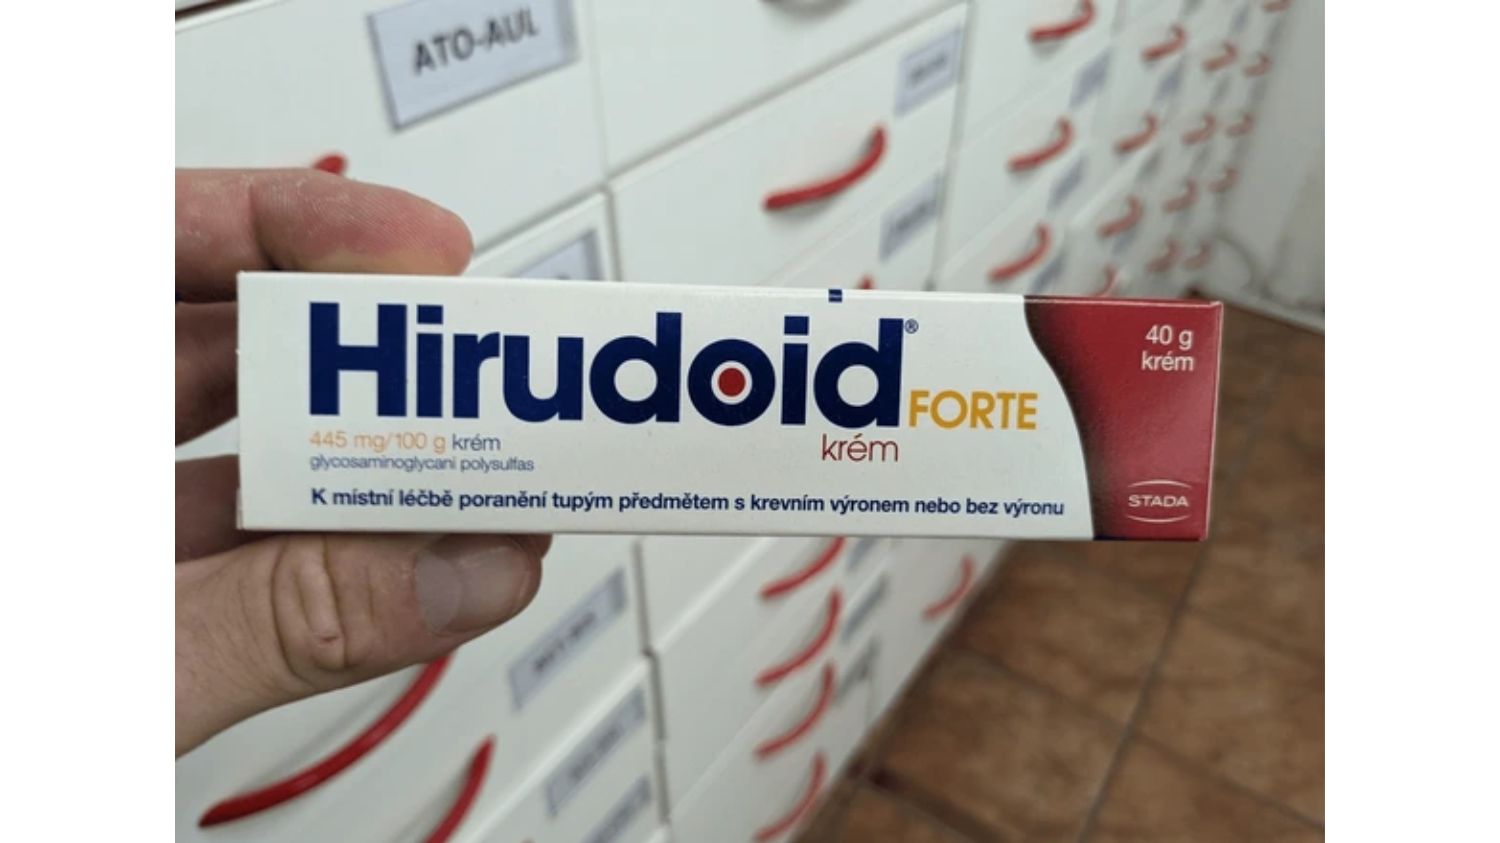 ATO-AUL
Hirudoid® FORTE
krém
40 g
krém
445 mg/100 g krém
glycosaminoglycani polysulfas
K místní léčbě poranění tupým předmětem s krevním výronem nebo bez výronu
STADA